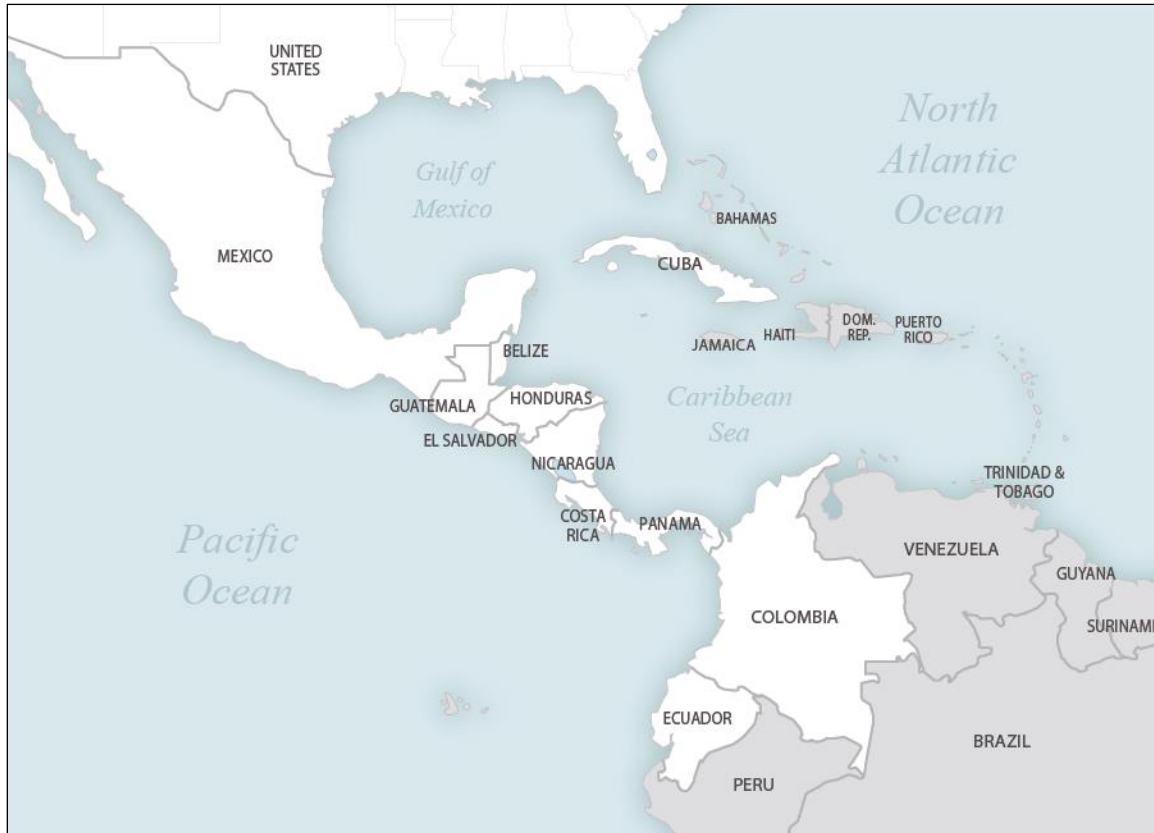 UNITED
STATES
North
Atlantic
Ocean
Gulf of
Mexico
BAHAMAS
MEXICO
CUBA
DOM.
REP.
PUERTO
RICO
HAITI
JAMAICA
BELIZE
Caribbean
Sea
HONDURAS
GUATEMALA
EL SALVADOR
NICARAGUA
TRINIDAD &
TOBAGO
COSTA
RICA
PANAMA
Pacific
Ocean
VENEZUELA
GUYANA
COLOMBIA
SURINAM
ECUADOR
BRAZIL
PERU